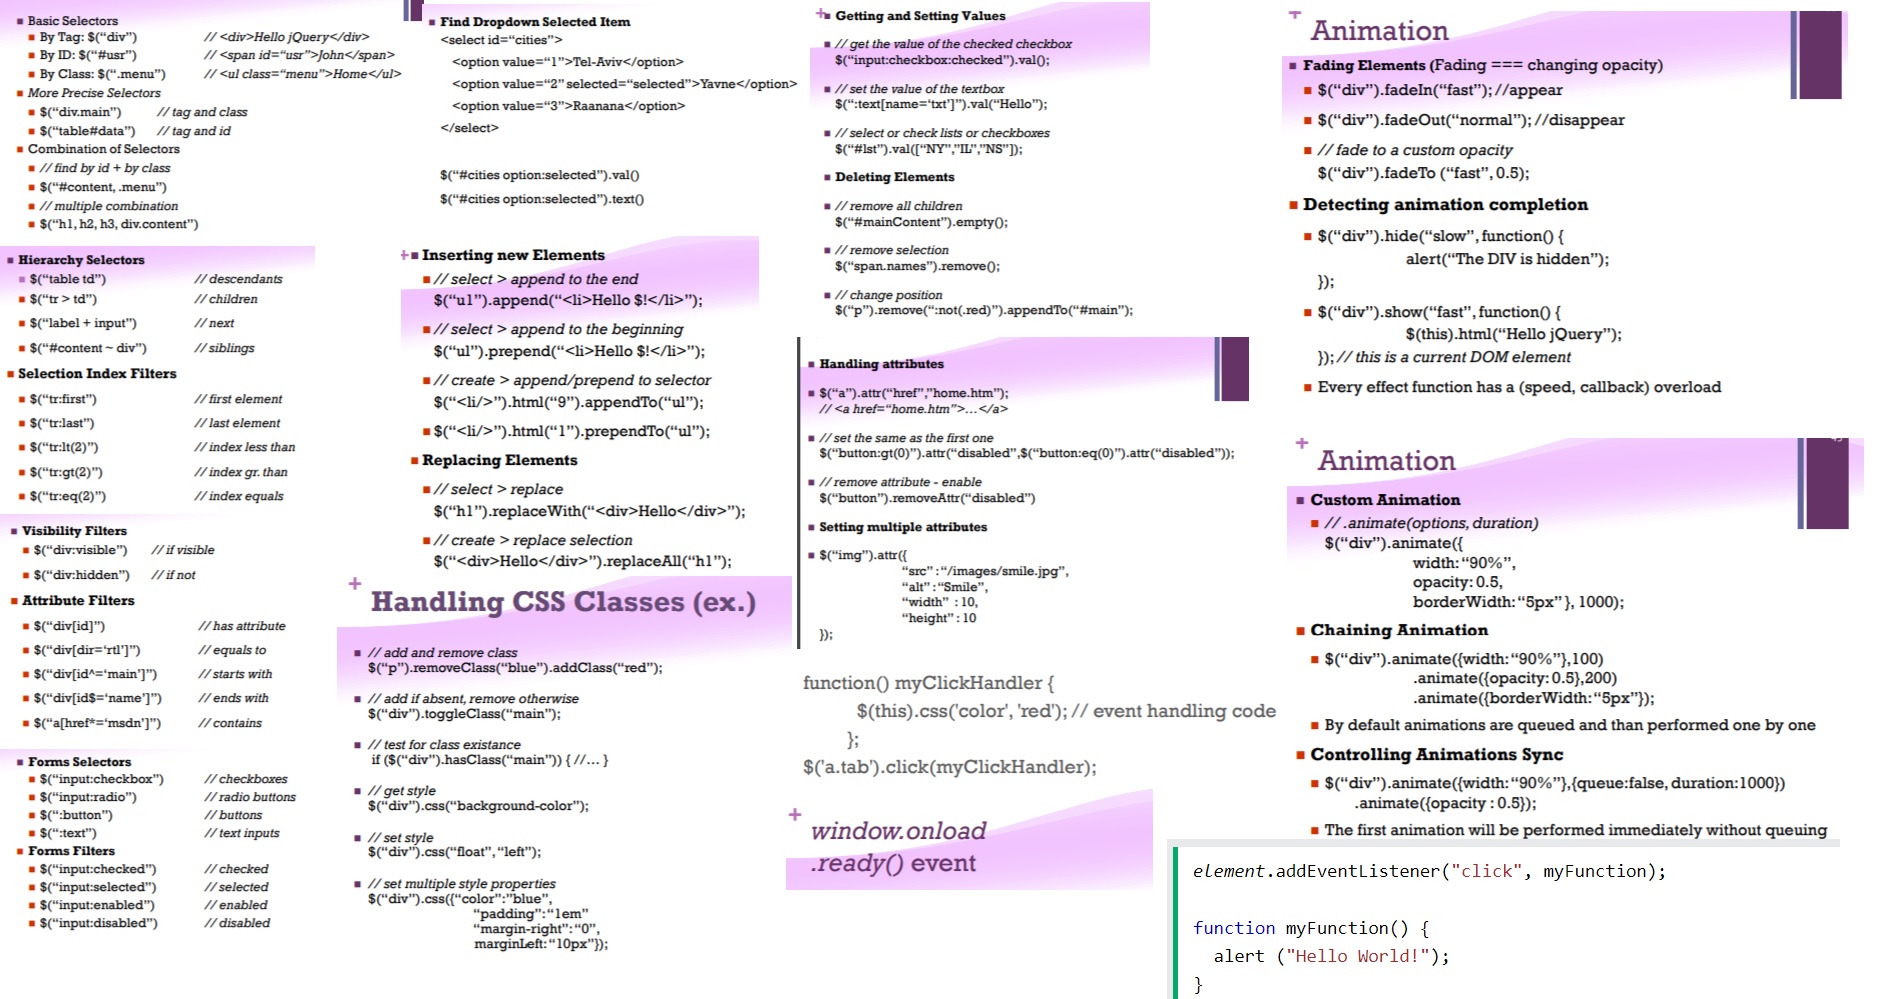 Basic Selectors
By Tag: $(“div”) // <div>Hello jQuery</div>
By ID: $(“#usr”) // <span id=“usr”>John</span>
By Class: $(“.menu”) // <ul class=“menu”>Home</ul>
More Precise Selectors
$(“div.main”) // tag and class
$(“table#data”) // tag and id
Combination of Selectors
// find by id + by class
$(“#content, .menu”)
// multiple combination
$(“h1, h2, h3, div.content”)
Hierarchy Selectors
$(“table td”) // descendants
$(“tr > td”) // children
$(“label + input”) // next
$(“#content ~ div”) // siblings
Selection Index Filters
$(“tr:first”) // first element
$(“tr:last”) // last element
$(“tr:lt(2)”) // index less than
$(“tr:gt(2)”) // index gr. than
$(“tr:eq(2)”) // index equals
Visibility Filters
$(“div:visible”) // if visible
$(“div:hidden”) // if not
Attribute Filters
$(“div[id]”) // has attribute
$(“div[dir=‘rtl’]”) // equals to
$(“div[id^=‘main’]”) // starts with
$(“div[id$=‘name’]”) // ends with
$(“a[href*=‘msdn’]”) // contains
Forms Selectors
$(“input:checkbox”) // checkboxes
$(“input:radio”) // radio buttons
$(“:button”) // buttons
$(“:text”) // text inputs
Forms Filters
$(“input:checked”) // checked
$(“input:selected”) // selected
$(“input:enabled”) // enabled
$(“input:disabled”) // disabled
Find Dropdown Selected Item
<select id=“cities”>
<option value=“1”>Tel-Aviv</option>
<option value=“2” selected=“selected”>Yavne</option>
<option value=“3”>Raanana</option>
</select>
$(“#cities option:selected”).val()
$(“#cities option:selected”).text()
+
Inserting new Elements
// select > append to the end
$(“u1”).append(“<li>Hello $!</li>”);
// select > append to the beginning
$(“ul”).prepend(“<li>Hello $!</li>”);
// create > append/prepend to selector
$(“<li/>”).html(“9”).appendTo(“ul”);
$(“<li/>”).html(“1”).prependTo(“ul”);
Replacing Elements
// select > replace
$(“h1”).replaceWith(“<div>Hello</div>”);
// create > replace selection
$(“<div>Hello</div>”).replaceAll(“h1”);
+
Handling CSS Classes (ex.)
// add and remove class
$(“p”).removeClass(“blue”).addClass(“red”);
// add if absent, remove otherwise
$(“div”).toggleClass(“main”);
// test for class existance
if ($(“div”).hasClass(“main”)) { //… }
// get style
$(“div”).css(“background-color”);
// set style
$(“div”).css(“float”, “left”);
// set multiple style properties
$(“div”).css({“color”:“blue”,
“padding”:“1em”
“margin-right”:“0”,
marginLeft:“10px”});
+
Getting and Setting Values
// get the value of the checked checkbox
$(“input:checkbox:checked”).val();
// set the value of the textbox
$(“:text[name=‘txt’]”).val(“Hello”);
// select or check lists or checkboxes
$(“#lst”).val([“NY”,”IL”,”NS”]);
Deleting Elements
// remove all children
$(“#mainContent”).empty();
// remove selection
$(“span.names”).remove();
// change position
$(“p”).remove(“:not(.red)”).appendTo(“#main”);
Handling attributes
$(“a”).attr(“href”,”home.htm”);
// <a href=“home.htm”>…</a>
// set the same as the first one
$(“button:gt(0)”).attr(“disabled”,$(“button:eq(0)”).attr(“disabled”));
// remove attribute - enable
$(“button”).removeAttr(“disabled”)
Setting multiple attributes
$(“img”).attr({
“src” :“/images/smile.jpg”,
“alt” :“Smile”,
“width” : 10,
“height” : 10
});
function() myClickHandler {
$(this).css('color', 'red'); // event handling code
};
$('a.tab').click(myClickHandler);
+
window.onload
.ready() event
+
Animation
Fading Elements (Fading === changing opacity)
$(“div”).fadeIn(“fast”); //appear
$(“div”).fadeOut(“normal”); //disappear
// fade to a custom opacity
$(“div”).fadeTo (“fast”, 0.5);
Detecting animation completion
$(“div”).hide(“slow”, function() {
alert(“The DIV is hidden”);
});
$(“div”).show(“fast”, function() {
$(this).html(“Hello jQuery”);
}); // this is a current DOM element
Every effect function has a (speed, callback) overload
+
Animation
Custom Animation
// .animate(options, duration)
$(“div”).animate({
width: “90%”,
opacity: 0.5,
borderWidth: “5px” }, 1000);
Chaining Animation
$(“div”).animate({width: “90%”},100)
.animate({opacity: 0.5},200)
.animate({borderWidth: “5px”});
By default animations are queued and than performed one by one
Controlling Animations Sync
$(“div”).animate({width: “90%”},{queue:false, duration:1000})
.animate({opacity : 0.5});
The first animation will be performed immediately without queuing
element.addEventListener("click", myFunction);
function myFunction() {
alert ("Hello World!");
}